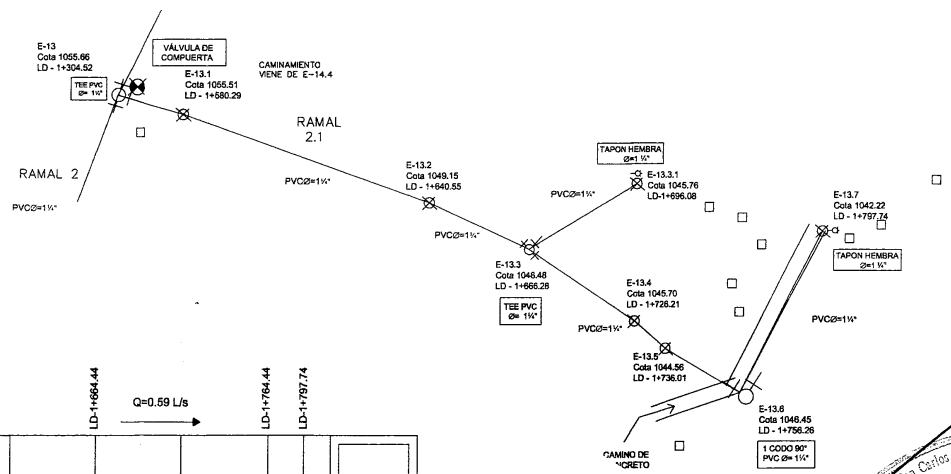 E-13
Cota 1055.66
LD - 1+304.52
VÁLVULA DE
COMPUERTA
CAMINAMIENTO
VIENE DE E-14.4
TEE PVC
Ø= 1¼"
E-13.1
Cota 1055.51
LD - 1+580.29
RAMAL
2.1
RAMAL 2
PVCØ=1¼"
PVCØ=1¼"
E-13.2
Cota 1049.15
LD - 1+640.55
PVCØ=1¼"
TAPON HEMBRA
Ø=1 ¼"
E-13.3.1
Cota 1045.76
LD-1+696.08
PVCØ=1¼"
E-13.7
Cota 1042.22
LD - 1+797.74
TAPON HEMBRA
Ø=1 ¼"
E-13.3
Cota 1046.48
LD - 1+666.28
TEE PVC
Ø= 1¼"
E-13.4
Cota 1045.70
LD - 1+726.21
PVCØ=1¼"
PVCØ=1¼"
E-13.5
Cota 1044.56
LD - 1+736.01
E-13.6
Cota 1046.45
LD - 1+756.26
1 CODO 90°
PVC Ø= 1¼"
CAMINO DE
LD-1+664.44
Q=0.59 L/s
LD-1+764.44
LD-1+797.74
Carlos